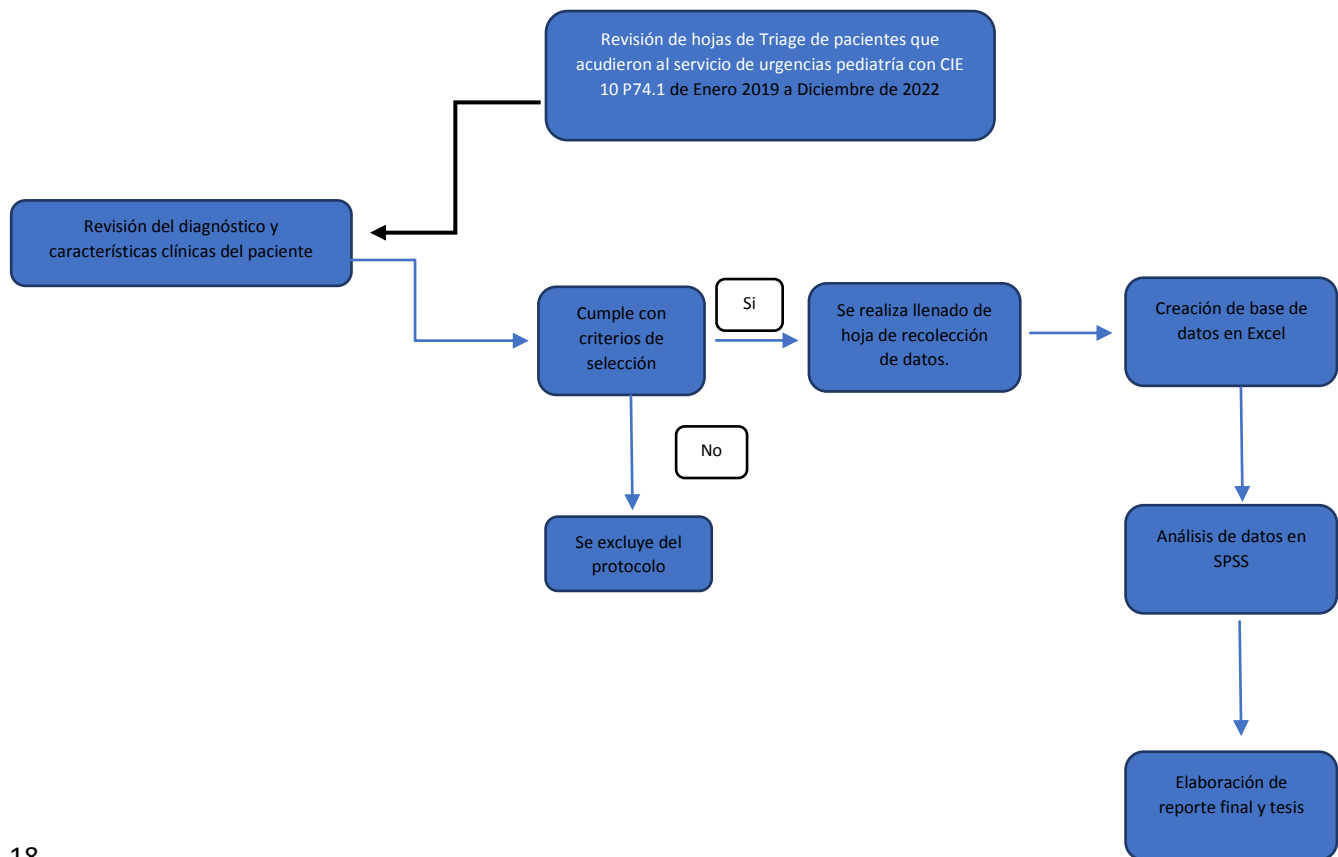 Revisión de hojas de Triage de pacientes que
acudieron al servicio de urgencias pediatría con CIE
10 P74.1 de Enero 2019 a Diciembre de 2022
Revisión del diagnóstico y
características clínicas del paciente
Cumple con
criterios de
selección
Si
Se realiza llenado de
hoja de recolección
de datos.
Creación de base de
datos en Excel
No
Se excluye del
protocolo
Análisis de datos en
SPSS
Elaboración de
reporte final y tesis
18